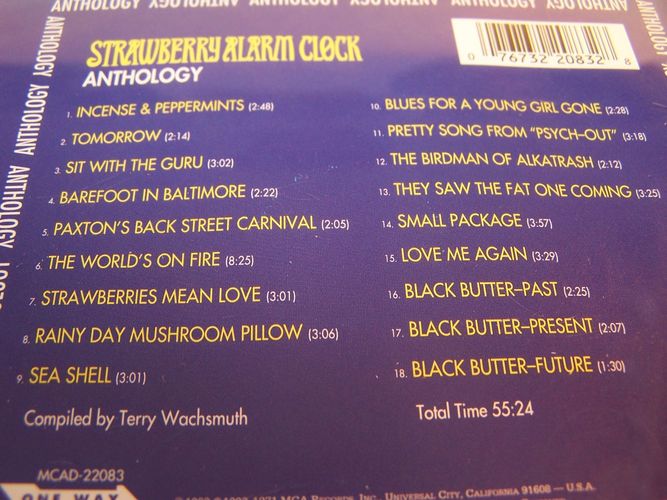 ANTHOLOGY ANTHOLOGY ANTHOLOGY ANTHOLOGY ANTHOLOGY
ANTHOLOGY ANTHOLOGY ANTHOLOGY
STRAWBERRY ALARM CLOCK
ANTHOLOGY
0 76732 20832 8
1. INCENSE & PEPPERMINTS (2:48)
2. TOMORROW (2:14)
3. SIT WITH THE GURU (3:02)
4. BAREFOOT IN BALTIMORE (2:22)
5. PAXTON'S BACK STREET CARNIVAL (2:05)
6. THE WORLD'S ON FIRE (8:25)
7. STRAWBERRIES MEAN LOVE (3:01)
8. RAINY DAY MUSHROOM PILLOW (3:06)
9. SEA SHELL (3:01)
10. BLUES FOR A YOUNG GIRL GONE (2:28)
11. PRETTY SONG FROM "PSYCH-OUT" (3:18)
12. THE BIRDMAN OF ALKATRASH (2:12)
13. THEY SAW THE FAT ONE COMING (3:25)
14. SMALL PACKAGE (3:57)
15. LOVE ME AGAIN (3:29)
16. BLACK BUTTER–PAST (2:25)
17. BLACK BUTTER–PRESENT (2:07)
18. BLACK BUTTER–FUTURE (1:30)
Compiled by Terry Wachsmuth
Total Time 55:24
MCAD-22083
ONE WAY
MCA RECORDS, INC. UNIVERSAL CITY, CALIFORNIA 91608 — U.S.A.